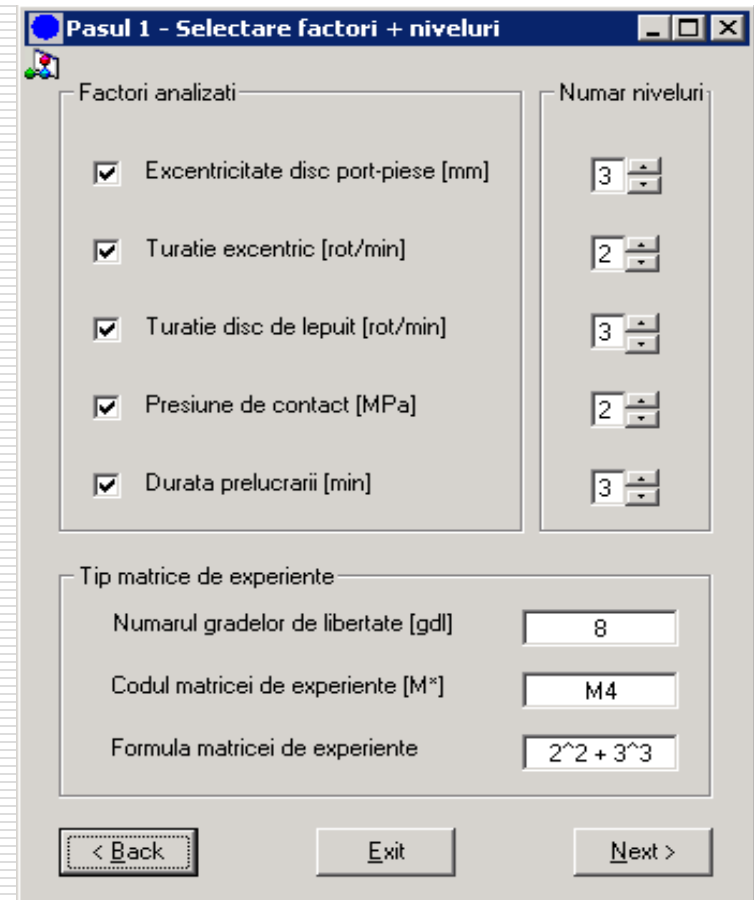 Pasul 1 - Selectare factori + niveluri
Factori analizati
Numar niveluri
Excentricitate disc port-piese [mm]
3
Turatie excentric [rot/min]
2
Turatie disc de lepuit [rot/min]
3
Presiune de contact [MPa]
2
Durata prelucrarii [min]
3
Tip matrice de experiente
Numarul gradelor de libertate [gdl]
8
Codul matricei de experiente [M*]
M4
Formula matricei de experiente
2^2 + 3^3
< Back
Exit
Next >